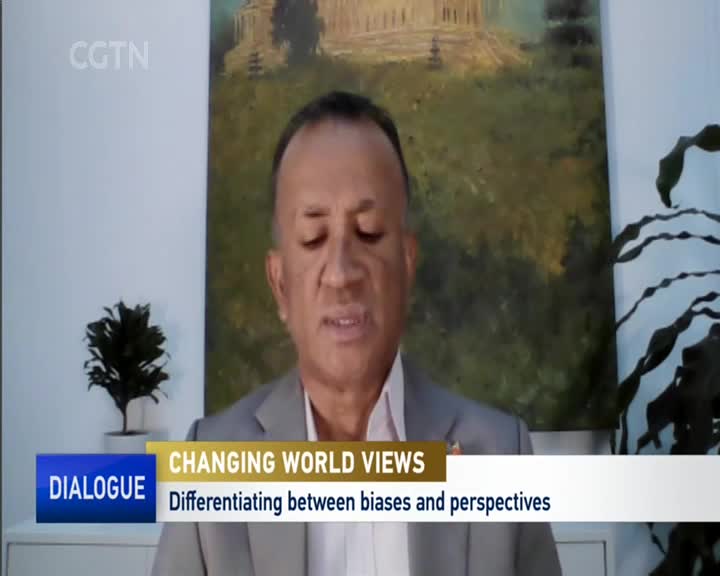 CGTN
CHANGING WORLD VIEWS
DIALOGUE
Differentiating between biases and perspectives